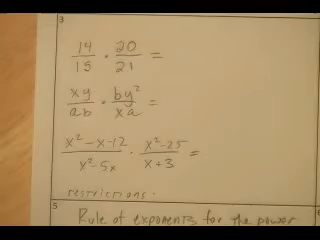 3
14/15 · 20/21 =
xy/ab · by²/xa =
x²-x-12/x²-5x · x²-25/x+3 =
restrictions.
5
Rule of exponents for the power